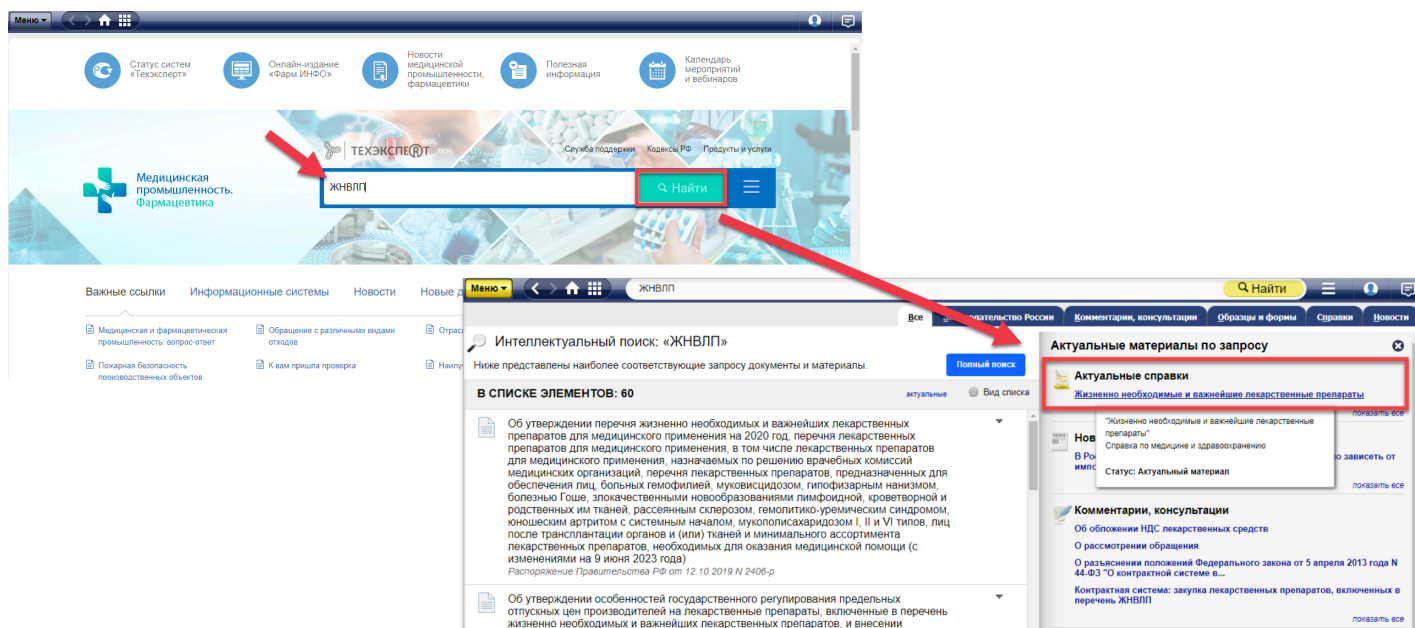 Меню
Статус систем
«Техэксперт»
Онлайн-издание
«Фарм.ИНФО»
Новости
медицинской
промышленности,
фармацевтики
Полезная
информация
Календарь
мероприятий
и вебинаров
ТЕХЭКСПЕРТ
Служба поддержки Кодексы РФ Продукты и услуги
Медицинская
промышленность.
Фармацевтика
ЖНВЛП
Найти
Важные ссылки Информационные системы Новости Новые
Медицинская и фармацевтическая
промышленность: вопрос-ответ
Обращение с различными видами
отходов
Пожарная безопасность
производственных объектов
К вам пришла проверка
Меню
ЖНВЛП
Найти
Все
России Комментарии, консультации Образцы и формы Справки Новости
Интеллектуальный поиск: «ЖНВЛП»
Ниже представлены наиболее соответствующие запросу документы и материалы.
Полный поиск
В СПИСКЕ ЭЛЕМЕНТОВ: 60
актуальные
Вид списка
Об утверждении перечня жизненно необходимых и важнейших лекарственных
препаратов для медицинского применения на 2020 год, перечня лекарственных
препаратов для медицинского применения, в том числе лекарственных препаратов
для медицинского применения, назначаемых по решению врачебных комиссий
медицинских организаций, перечня лекарственных препаратов, предназначенных для
обеспечения лиц, больных гемофилией, муковисцидозом, гипофизарным нанизмом,
болезнью Гоше, злокачественными новообразованиями лимфоидной, кроветворной и
родственных им тканей, рассеянным склерозом, гемолитико-уремическим синдромом,
юношеским артритом с системным началом, мукополисахаридозом I, II и VI типов, лиц
после трансплантации органов и (или) тканей и минимального ассортимента
лекарственных препаратов, необходимых для оказания медицинской помощи (с
изменениями на 9 июня 2023 года)
Распоряжение Правительства РФ от 12.10.2019 N 2406-р
Об утверждении особенностей государственного регулирования предельных
отпускных цен производителей на лекарственные препараты, включенные в перечень
жизненно необходимых и важнейших лекарственных препаратов, и внесении
Актуальные материалы по запросу
Актуальные справки
Жизненно необходимые и важнейшие лекарственные препараты
показать все
"Жизненно необходимые и важнейшие лекарственные
препараты"
Справка по медицине и здравоохранению
Статус: Актуальный материал
Нов
В Ро
зависеть от
импо
показать все
Комментарии, консультации
Об обложении НДС лекарственных средств
О рассмотрении обращения
О разъяснении положений Федерального закона от 5 апреля 2013 года N
44-ФЗ "О контрактной системе в...
Контрактная система: закупка лекарственных препаратов, включенных в
перечень ЖНВЛП
показать все